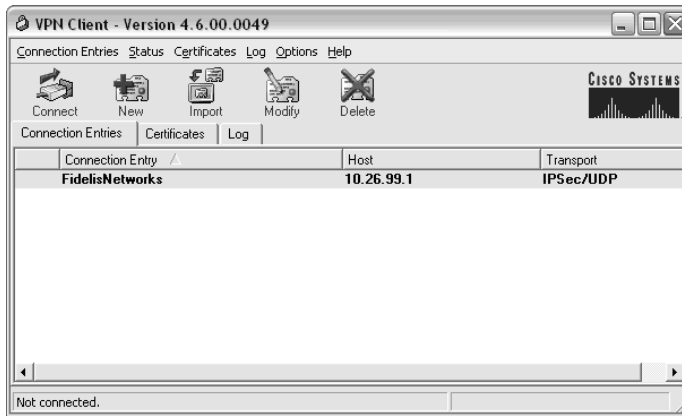 VPN Client - Version 4.6.00.0049
Connection Entries Status Certificates Log Options Help
CISCO SYSTEMS
Connect New Import Modify Delete
Connection Entries Certificates Log
Connection Entry Host Transport
FidelisNetworks 10.26.99.1 IPSec/UDP
Not connected.